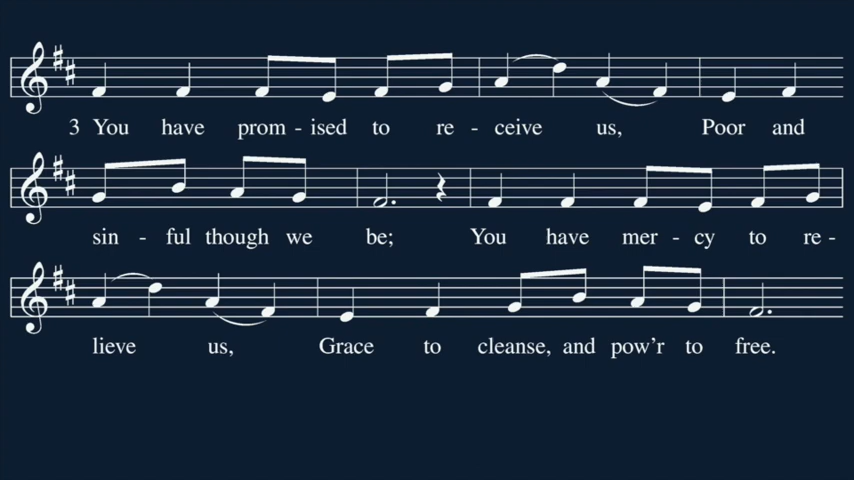 3 You have prom - ised to re - ceive us, Poor and
sin - ful though we be; You have mer - cy to re -
lieve us, Grace to cleanse, and pow'r to free.